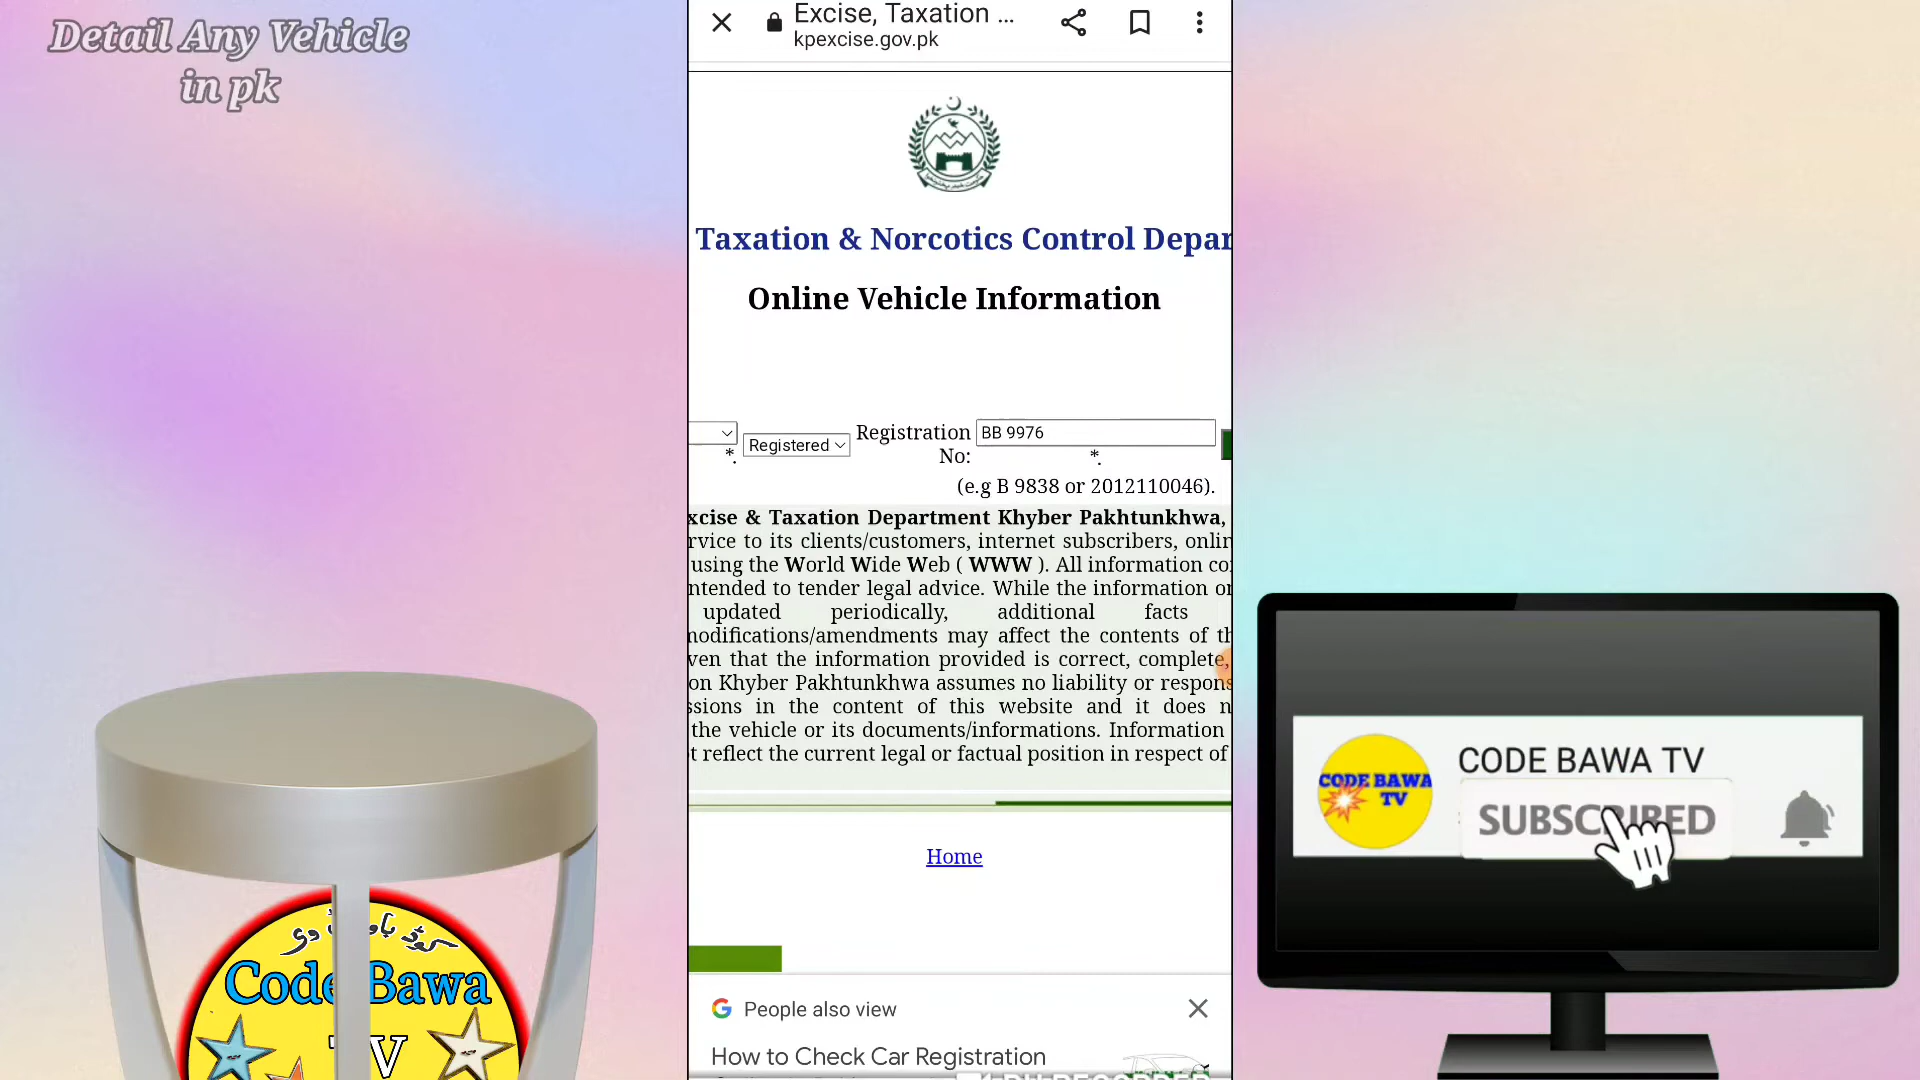 Detail Any Vehicle
in pk
Excise, Taxation ...
kpexcise.gov.pk
Taxation & Norcotics Control Depar
Online Vehicle Information
*.
Registered
Registration
No:
BB 9976
*.
(e.g B 9838 or 2012110046).
xcise & Taxation Department Khyber Pakhtunkhwa,
rvice to its clients/customers, internet subscribers, onlin
using the World Wide Web ( WWW ). All information co
ntended to tender legal advice. While the information or
updated periodically, additional facts
modifications/amendments may affect the contents of th
ven that the information provided is correct, complete,
on Khyber Pakhtunkhwa assumes no liability or respons
ssions in the content of this website and it does n
the vehicle or its documents/informations. Information
t reflect the current legal or factual position in respect of
Home
People also view
How to Check Car Registration
CODE BAWA TV
SUBSCRIBED
CODE BAWA
TV
Code Bawa
TV